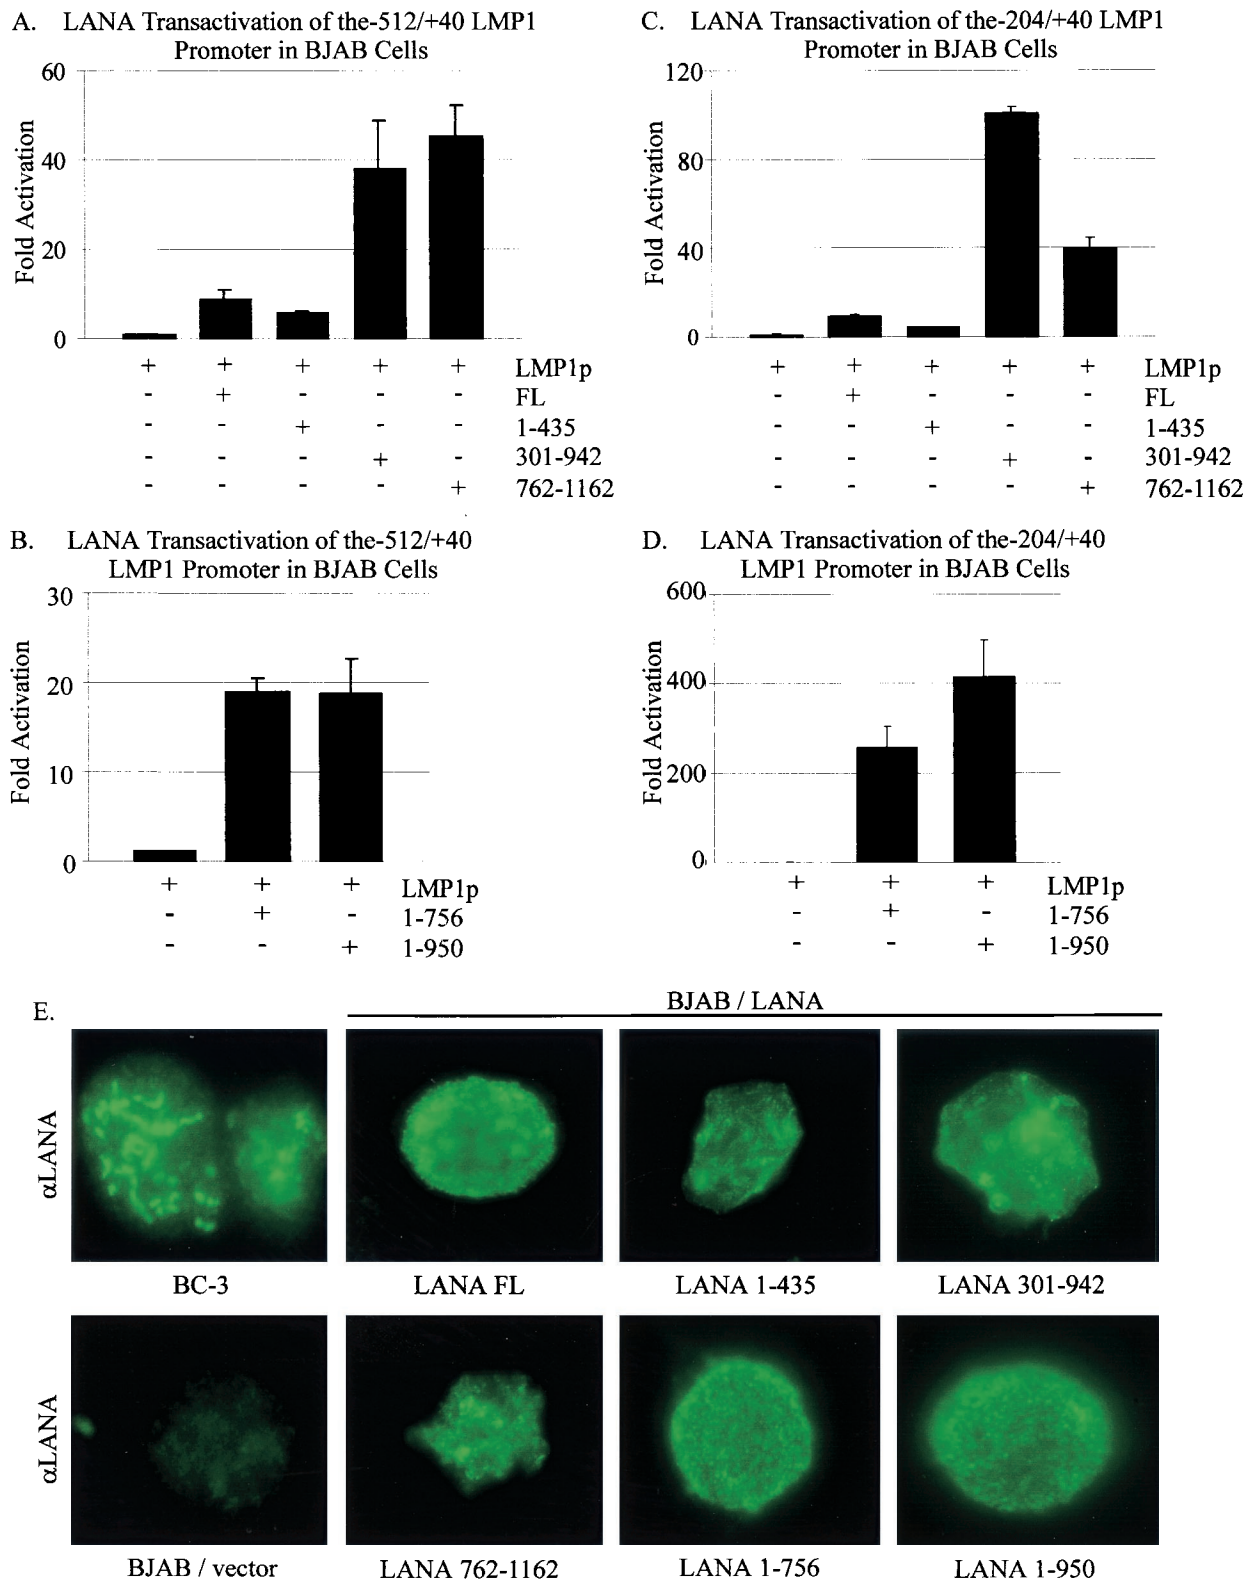 A. LANA Transactivation of the-512/+40 LMP1
Promoter in BJAB Cells
60
40
20
0
Fold Activation
+ + + + + LMP1p
- + - - - FL
- - + - - 1-435
- - - + - 301-942
- - - - + 762-1162
C. LANA Transactivation of the-204/+40 LMP1
Promoter in BJAB Cells
120
80
40
0
Fold Activation
+ + + + + LMP1p
- + - - - FL
- - + - - 1-435
- - - + - 301-942
- - - - + 762-1162
B. LANA Transactivation of the-512/+40
LMP1 Promoter in BJAB Cells
30
20
10
0
Fold Activation
+ + + LMP1p
- + - 1-756
- - + 1-950
D. LANA Transactivation of the-204/+40
LMP1 Promoter in BJAB Cells
600
400
200
0
Fold Activation
+ + + LMP1p
- + - 1-756
- - + 1-950
E.
BJAB / LANA
αLANA
BC-3 LANA FL LANA 1-435 LANA 301-942
αLANA
BJAB / vector LANA 762-1162 LANA 1-756 LANA 1-950